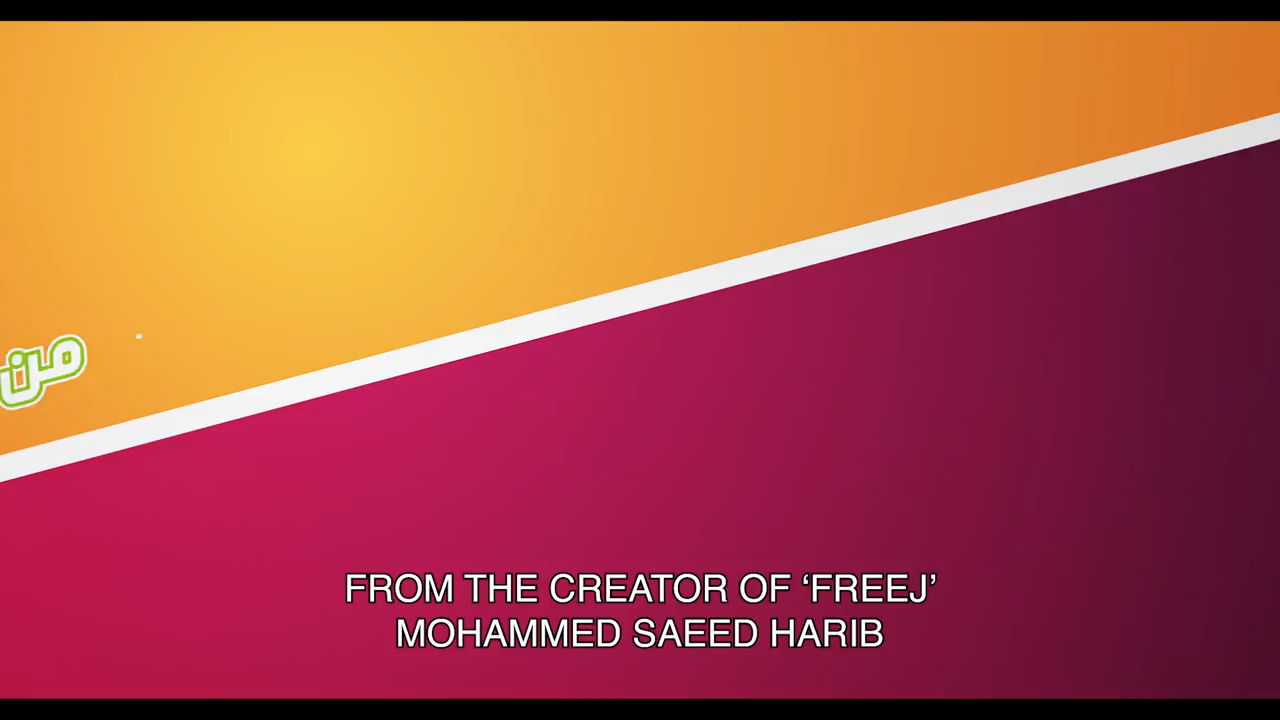 من
FROM THE CREATOR OF ‘FREEJ’
MOHAMMED SAEED HARIB